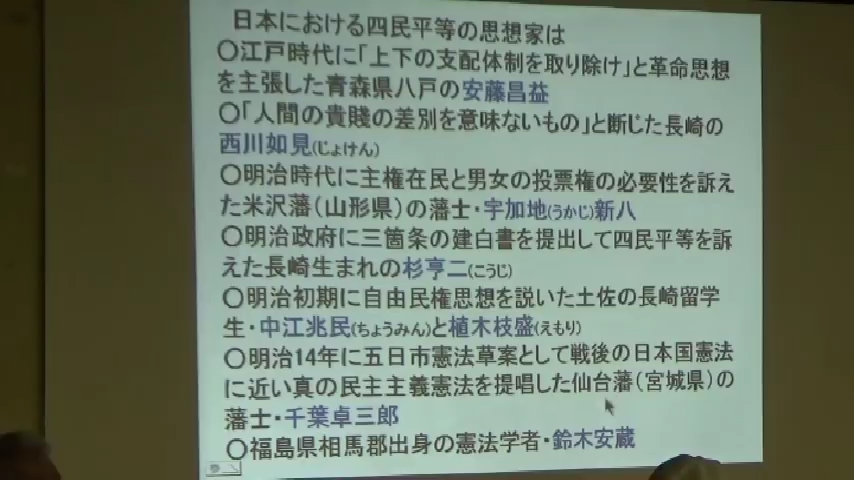 日本における四民平等の思想家は
〇江戸時代に「上下の支配体制を取り除け」と革命思想
を主張した青森県八戸の安藤昌益
〇「人間の貴賤の差別を意味ないもの」と断じた長崎の
西川如見(じょけん)
〇明治時代に主権在民と男女の投票権の必要性を訴え
た米沢藩(山形県)の藩士・宇加地(うかじ)新八
〇明治政府に三箇条の建白書を提出して四民平等を訴
えた長崎生まれの杉亨二(こうじ)
〇明治初期に自由民権思想を説いた土佐の長崎留学
生・中江兆民(ちょうみん)と植木枝盛(えもり)
〇明治14年に五日市憲法草案として戦後の日本国憲法
に近い真の民主主義憲法を提唱した仙台藩(宮城県)の
藩士・千葉卓三郎
〇福島県相馬郡出身の憲法学者・鈴木安蔵